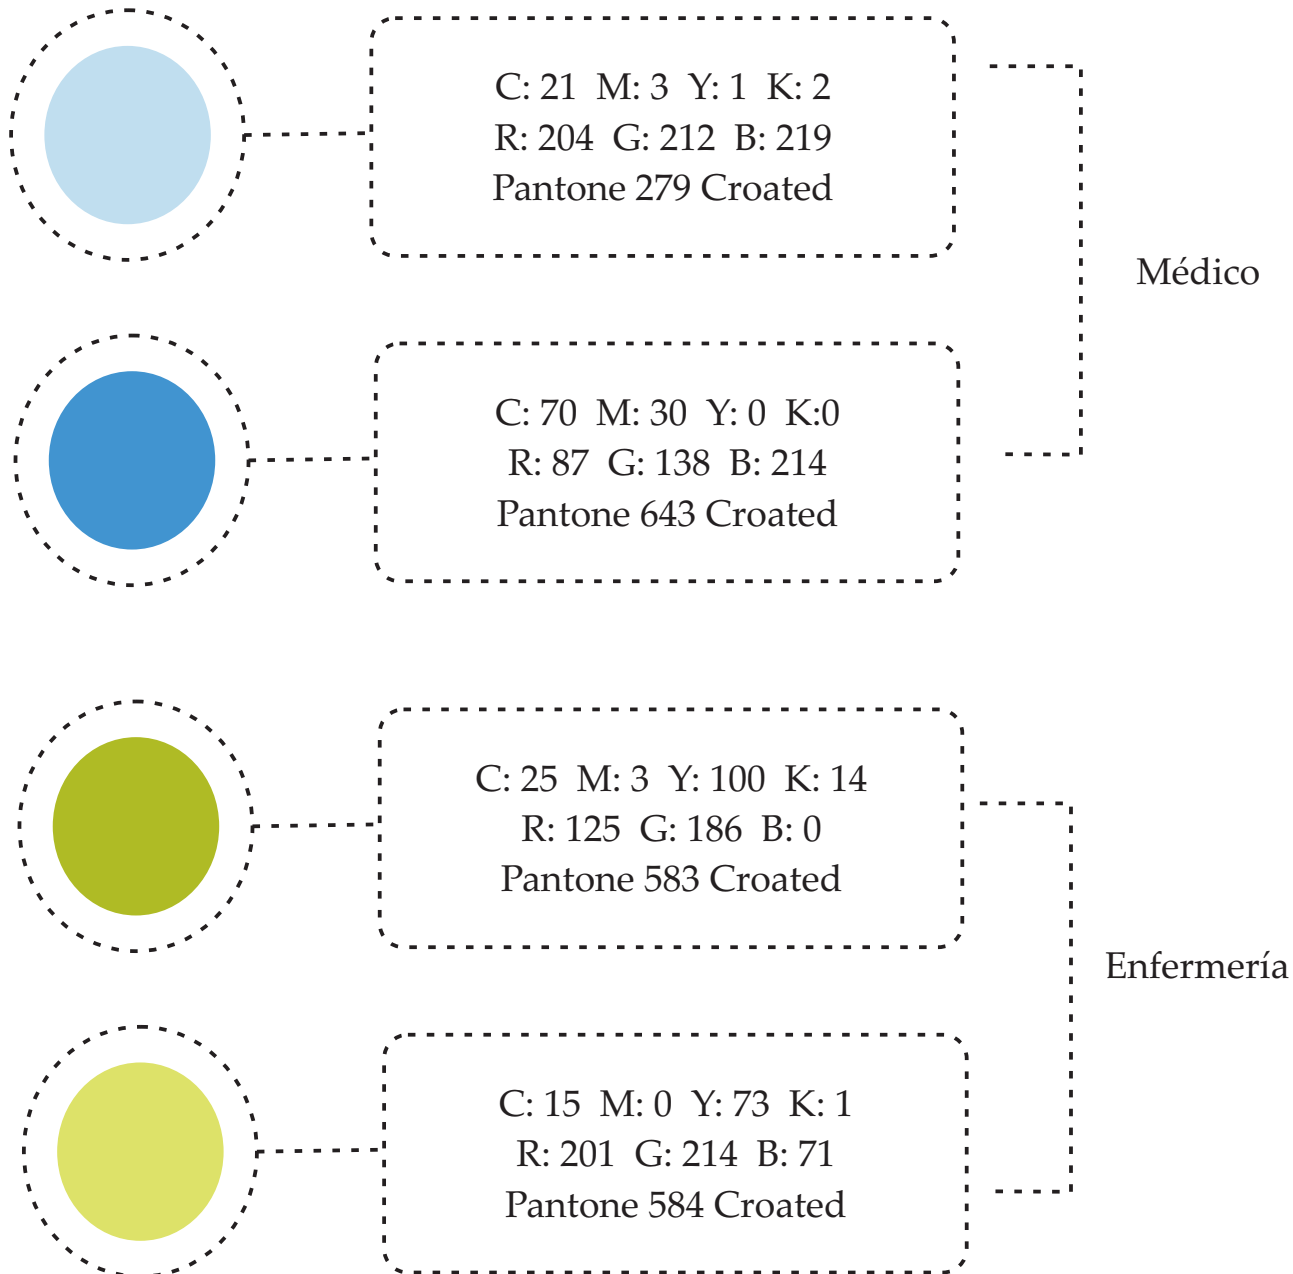 C: 21 M: 3 Y: 1 K: 2
R: 204 G: 212 B: 219
Pantone 279 Croated
Médico
C: 70 M: 30 Y: 0 K:0
R: 87 G: 138 B: 214
Pantone 643 Croated
C: 25 M: 3 Y: 100 K: 14
R: 125 G: 186 B: 0
Pantone 583 Croated
Enfermería
C: 15 M: 0 Y: 73 K: 1
R: 201 G: 214 B: 71
Pantone 584 Croated